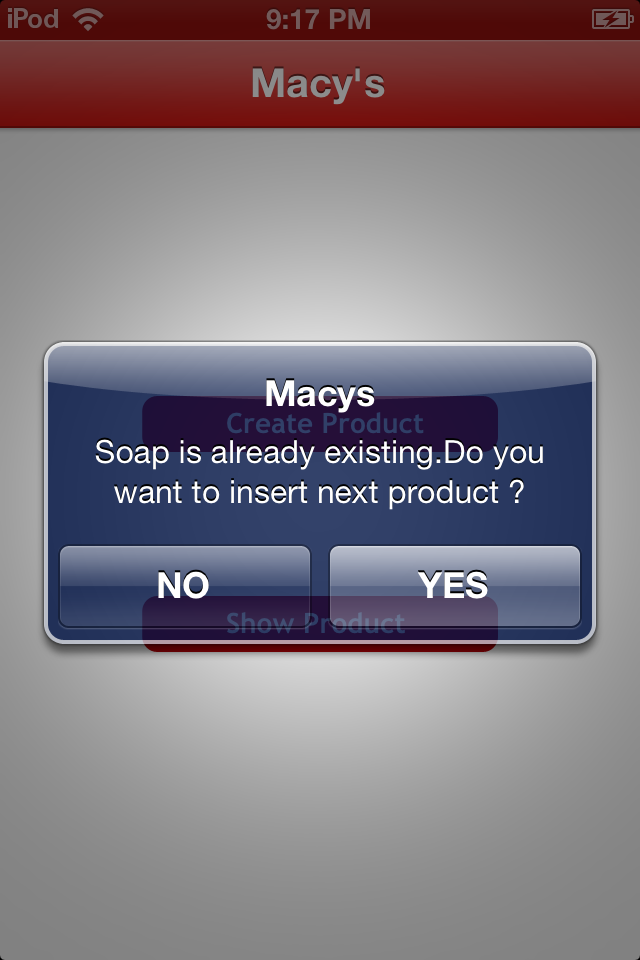 iPod 9:17 PM
Macy's
Macys
Create Product
Soap is already existing.Do you
want to insert next product ?
NO YES
Show Product